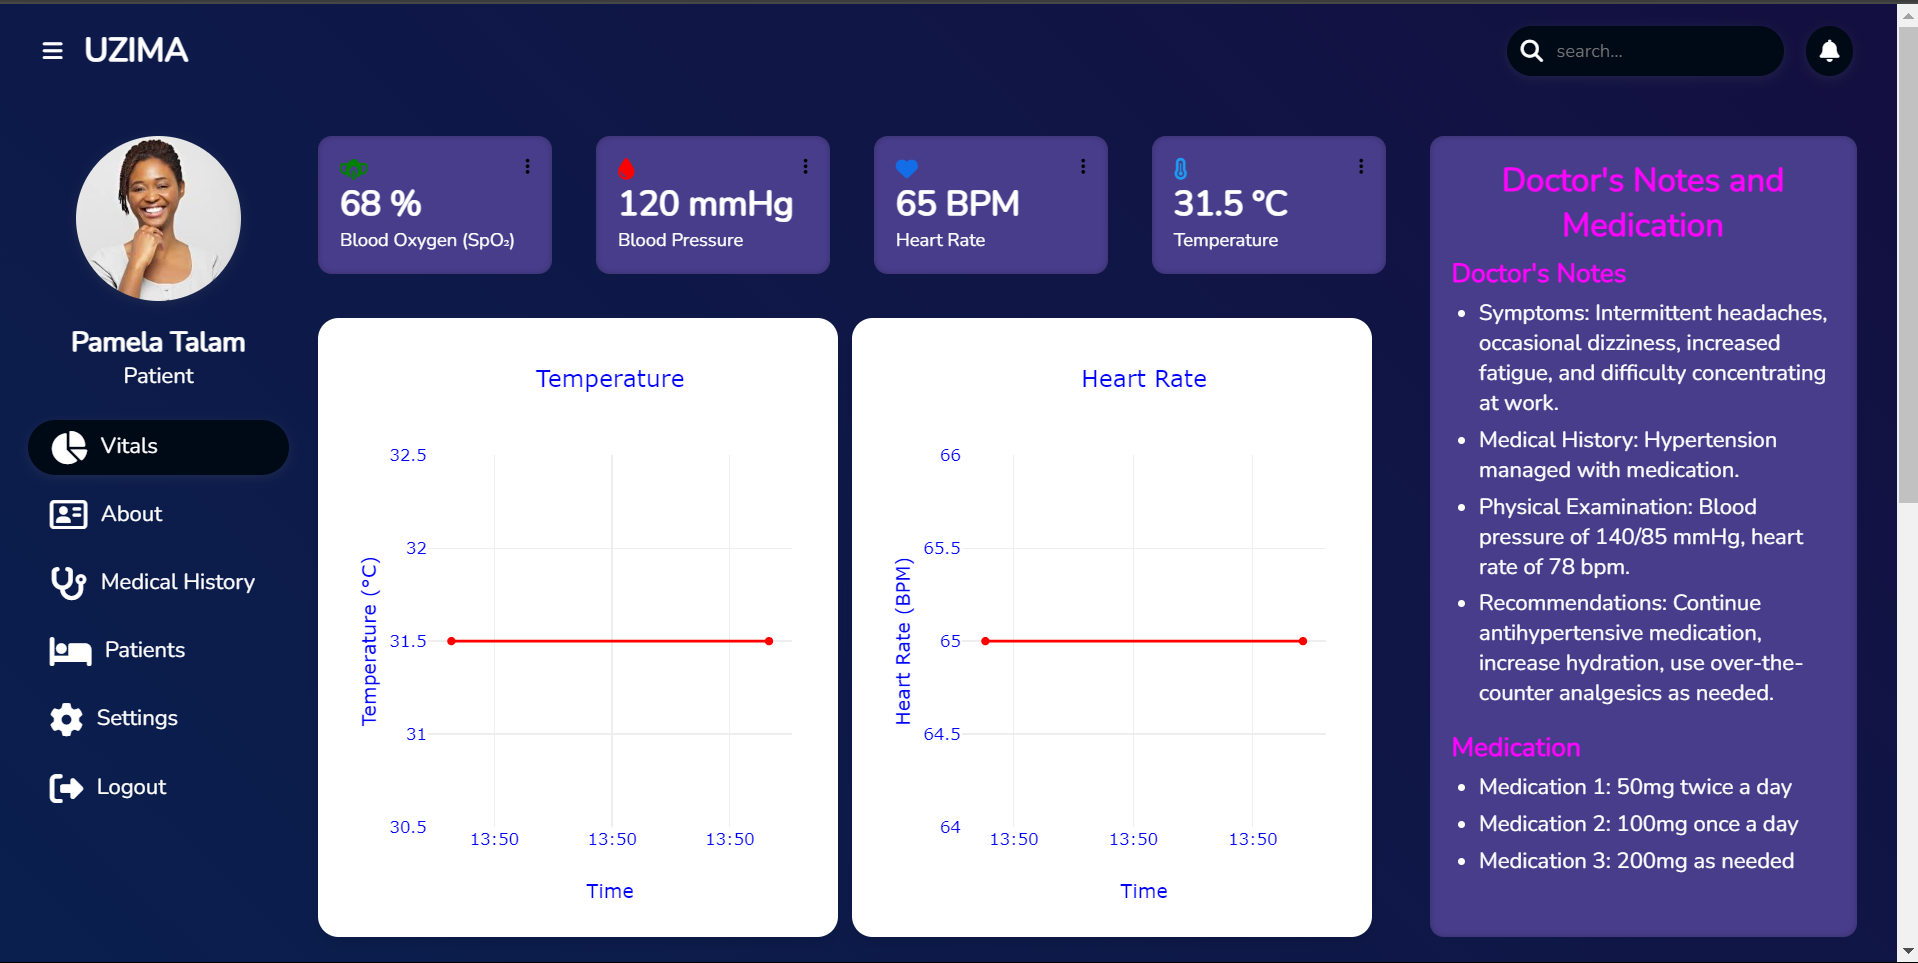 UZIMA
search...
Pamela Talam
Patient
Vitals
About
Medical History
Patients
Settings
Logout
68 %
Blood Oxygen (SpO₂)
120 mmHg
Blood Pressure
65 BPM
Heart Rate
31.5 °C
Temperature
Temperature
Temperature (°C)
32.5
32
31.5
31
30.5
13:50 13:50 13:50
Time
Heart Rate
Heart Rate (BPM)
66
65.5
65
64.5
64
13:50 13:50 13:50
Time
Doctor's Notes and
Medication
Doctor's Notes
• Symptoms: Intermittent headaches,
occasional dizziness, increased
fatigue, and difficulty concentrating
at work.
• Medical History: Hypertension
managed with medication.
• Physical Examination: Blood
pressure of 140/85 mmHg, heart
rate of 78 bpm.
• Recommendations: Continue
antihypertensive medication,
increase hydration, use over-the-
counter analgesics as needed.
Medication
• Medication 1: 50mg twice a day
• Medication 2: 100mg once a day
• Medication 3: 200mg as needed